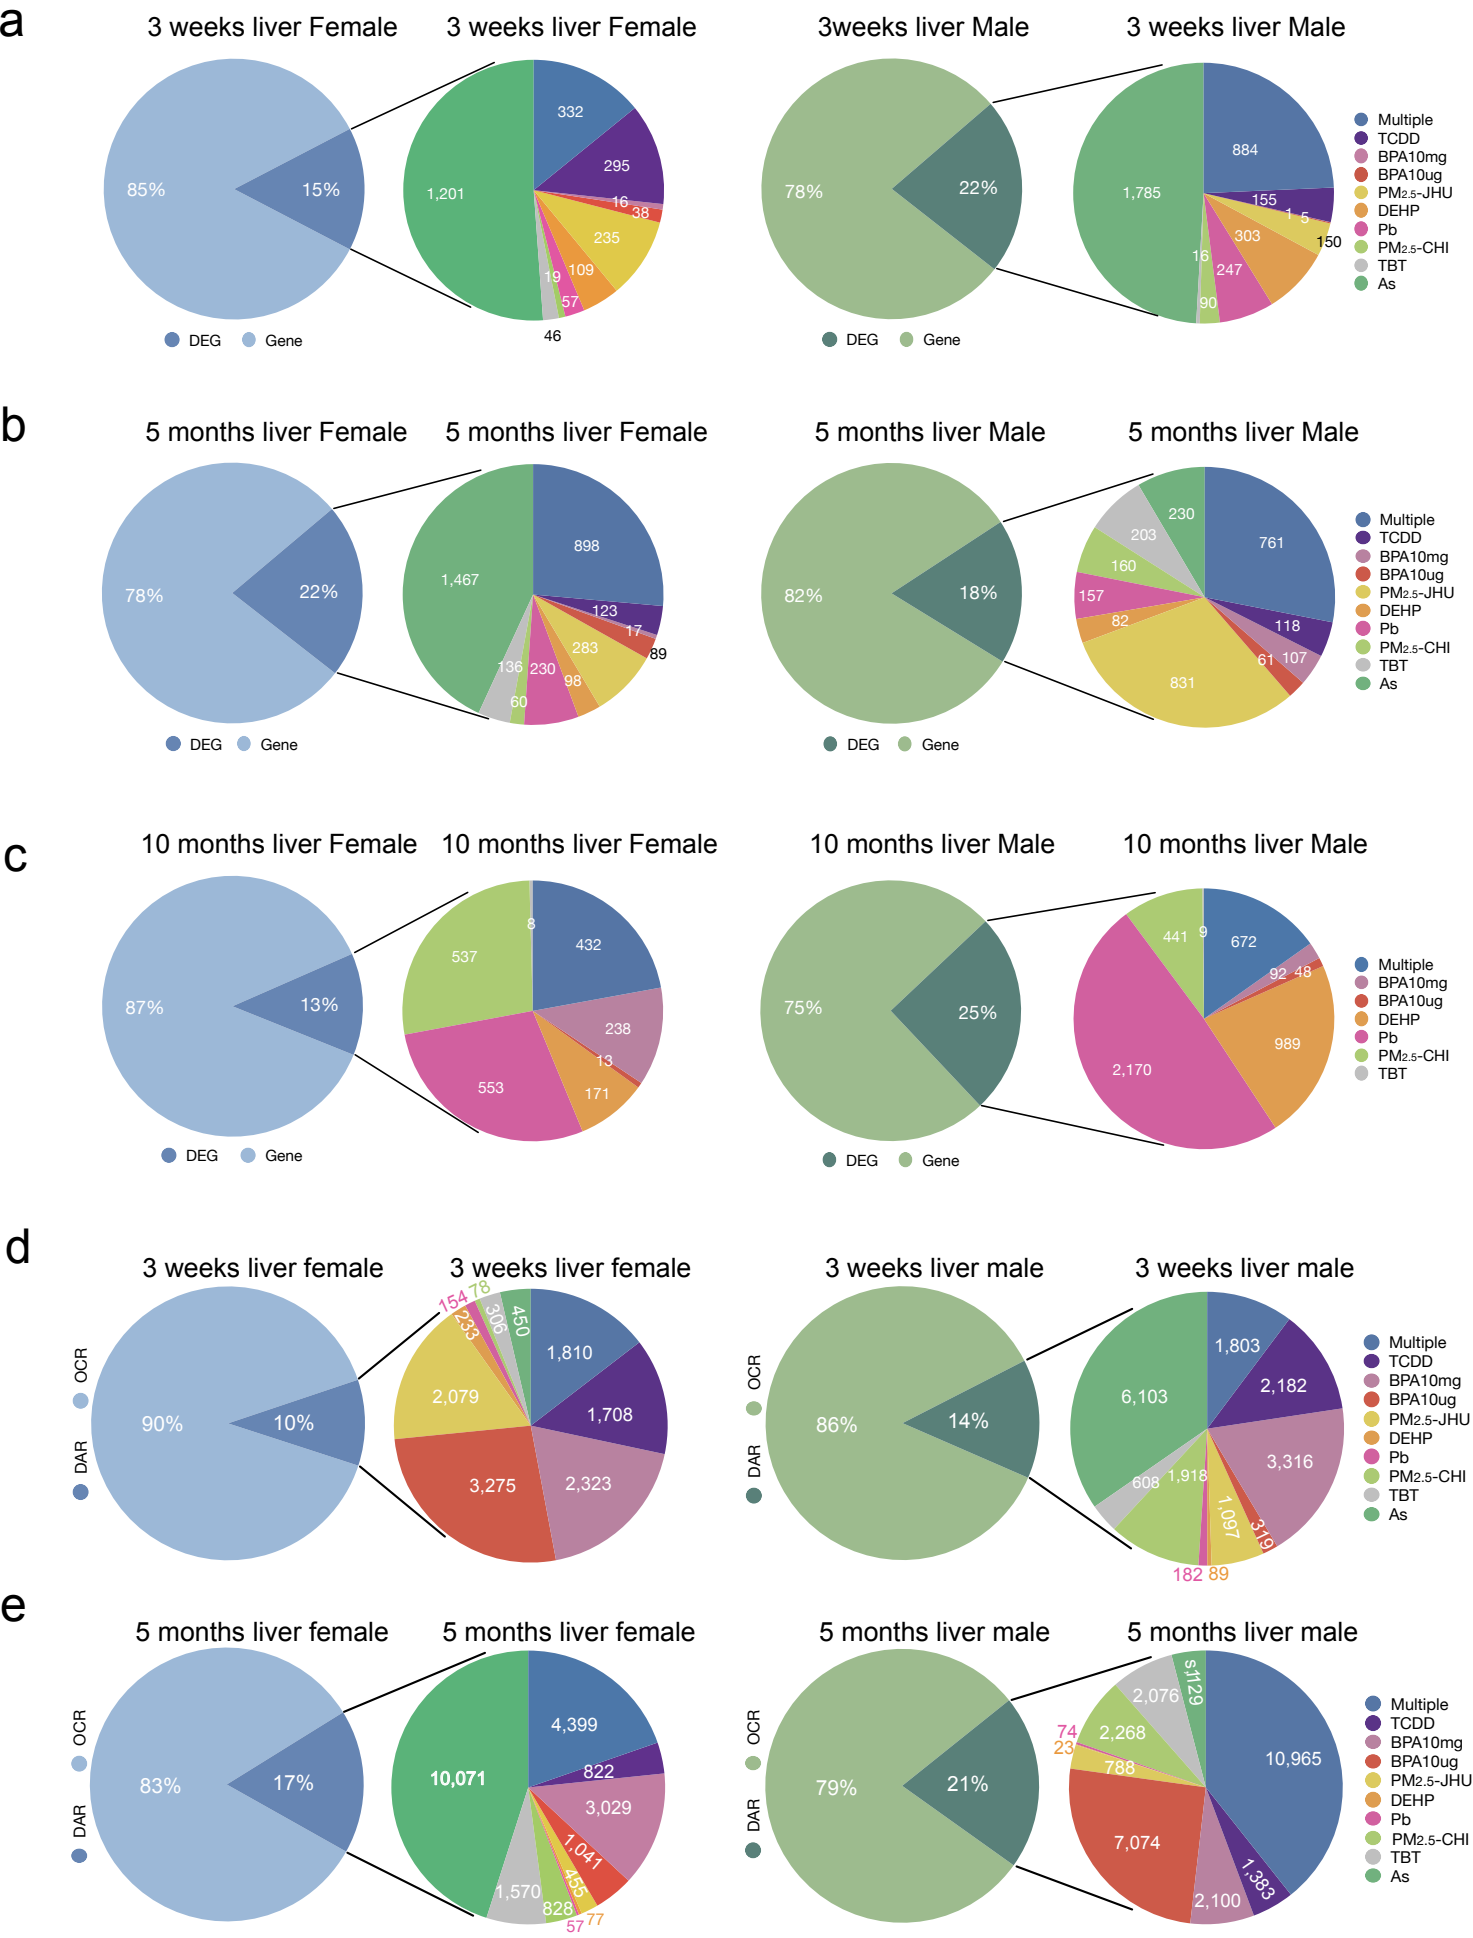 a
3 weeks liver Female
3 weeks liver Female
3weeks liver Male
3 weeks liver Male
85%
15%
332
295
16
38
235
109
57
19
46
1,201
78%
22%
884
155
1
5
150
303
247
90
16
1,785
Multiple
TCDD
BPA10mg
BPA10ug
PM2.5-JHU
DEHP
Pb
PM2.5-CHI
TBT
As
DEG
Gene
DEG
Gene
b
5 months liver Female
5 months liver Female
5 months liver Male
5 months liver Male
78%
22%
898
123
17
89
283
98
230
60
136
1,467
82%
18%
761
118
107
61
831
82
157
160
203
230
Multiple
TCDD
BPA10mg
BPA10ug
PM2.5-JHU
DEHP
Pb
PM2.5-CHI
TBT
As
DEG
Gene
DEG
Gene
c
10 months liver Female
10 months liver Female
10 months liver Male
10 months liver Male
87%
13%
432
238
13
171
553
537
8
75%
25%
672
92
48
989
2,170
441
9
Multiple
BPA10mg
BPA10ug
DEHP
Pb
PM2.5-CHI
TBT
DEG
Gene
DEG
Gene
d
3 weeks liver female
3 weeks liver female
3 weeks liver male
3 weeks liver male
OCR
DAR
90%
10%
1,810
1,708
2,323
3,275
2,079
233
154
78
306
450
OCR
DAR
86%
14%
1,803
2,182
3,316
319
1,097
89
182
1,918
608
6,103
Multiple
TCDD
BPA10mg
BPA10ug
PM2.5-JHU
DEHP
Pb
PM2.5-CHI
TBT
As
e
5 months liver female
5 months liver female
5 months liver male
5 months liver male
OCR
DAR
83%
17%
4,399
822
3,029
1,041
455
77
57
828
1,570
10,071
OCR
DAR
79%
21%
10,965
1,383
2,100
7,074
788
23
74
2,268
2,076
Multiple
TCDD
BPA10mg
BPA10ug
PM2.5-JHU
DEHP
Pb
PM2.5-CHI
TBT
As